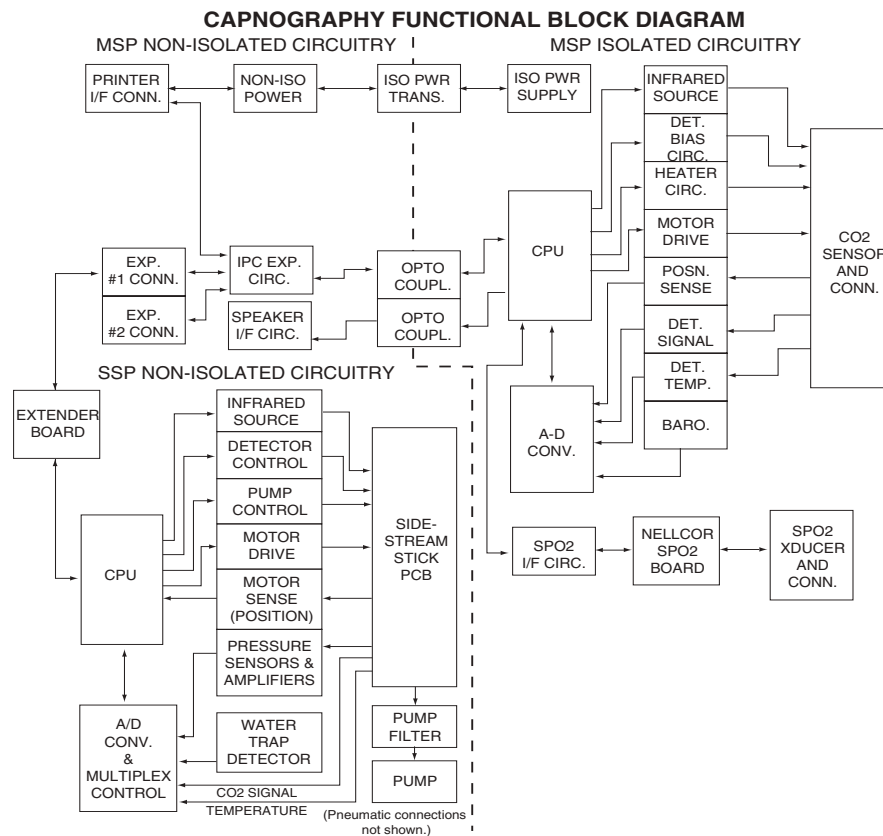 CAPNOGRAPHY FUNCTIONAL BLOCK DIAGRAM
MSP NON-ISOLATED CIRCUITRY
MSP ISOLATED CIRCUITRY
PRINTER
I/F CONN.
NON-ISO
POWER
ISO PWR
TRANS.
ISO PWR
SUPPLY
INFRARED
SOURCE
DET.
BIAS
CIRC.
HEATER
CIRC.
MOTOR
DRIVE
POSN.
SENSE
DET.
SIGNAL
DET.
TEMP.
BARO.
CO2
SENSOR
AND
CONN.
CPU
A-D
CONV.
EXP.
#1 CONN.
EXP.
#2 CONN.
IPC EXP.
CIRC.
SPEAKER
I/F CIRC.
OPTO
COUPL.
OPTO
COUPL.
SPO2
I/F CIRC.
NELLCOR
SPO2
BOARD
SPO2
XDUCER
AND
CONN.
SSP NON-ISOLATED CIRCUITRY
EXTENDER
BOARD
INFRARED
SOURCE
DETECTOR
CONTROL
PUMP
CONTROL
MOTOR
DRIVE
MOTOR
SENSE
(POSITION)
PRESSURE
SENSORS &
AMPLIFIERS
CPU
SIDE-
STREAM
STICK
PCB
A/D
CONV.
&
MULTIPLEX
CONTROL
WATER
TRAP
DETECTOR
PUMP
FILTER
PUMP
CO2 SIGNAL
TEMPERATURE
(Pneumatic connections
not shown.)